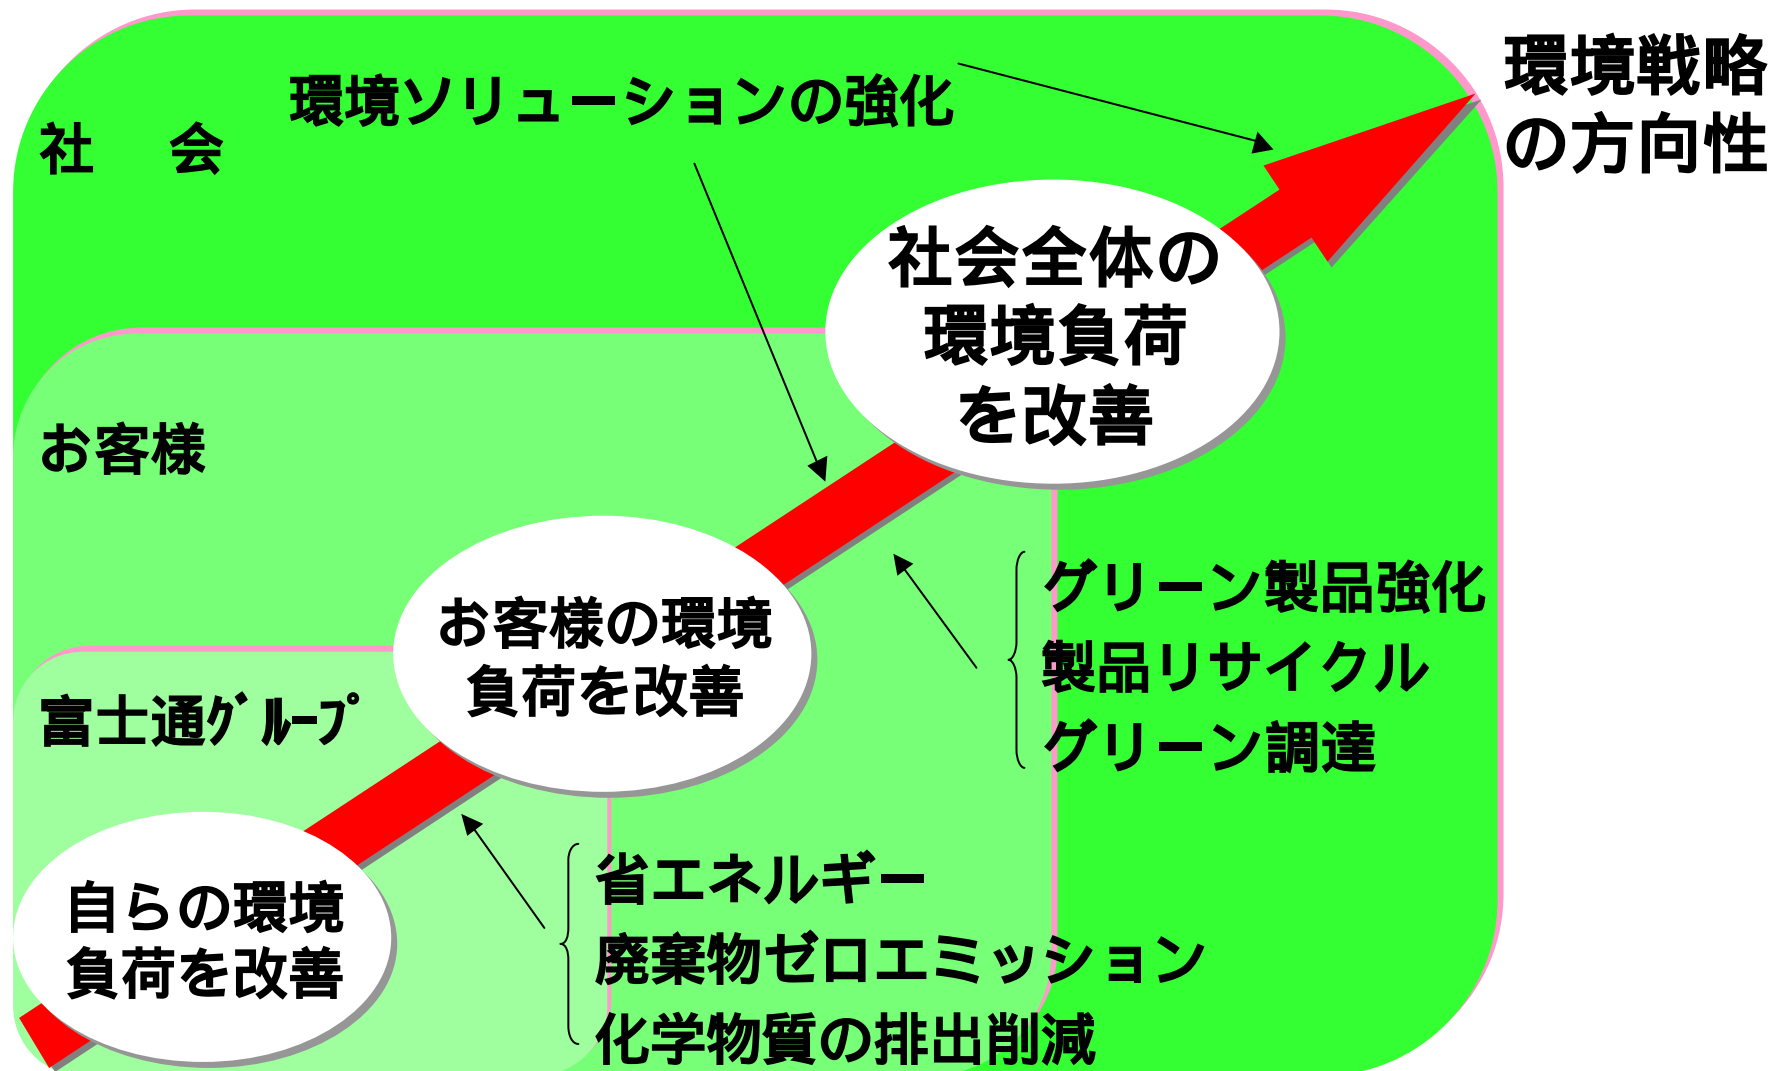 環境戦略
の方向性
環境ソリューションの強化
社　会
社会全体の
環境負荷
を改善
お客様
お客様の環境
負荷を改善
グリーン製品強化
製品リサイクル
グリーン調達
富士通ｸﾞﾙｰﾌﾟ
自らの環境
負荷を改善
省エネルギー
廃棄物ゼロエミッション
化学物質の排出削減